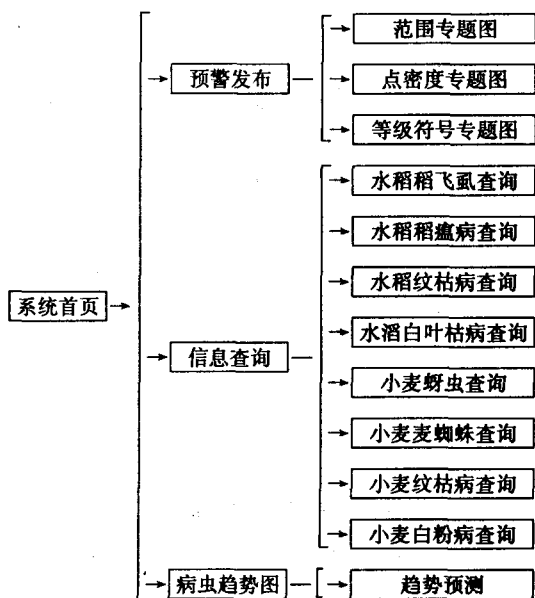 系统首页
预警发布
范围专题图
点密度专题图
等级符号专题图
信息查询
水稻稻飞虱查询
水稻稻瘟病查询
水稻纹枯病查询
水滔白叶枯病查询
小麦蚜虫查询
小麦麦蜘蛛查询
小麦纹枯病查询
小麦白粉病查询
病虫趋势图
趋势预测